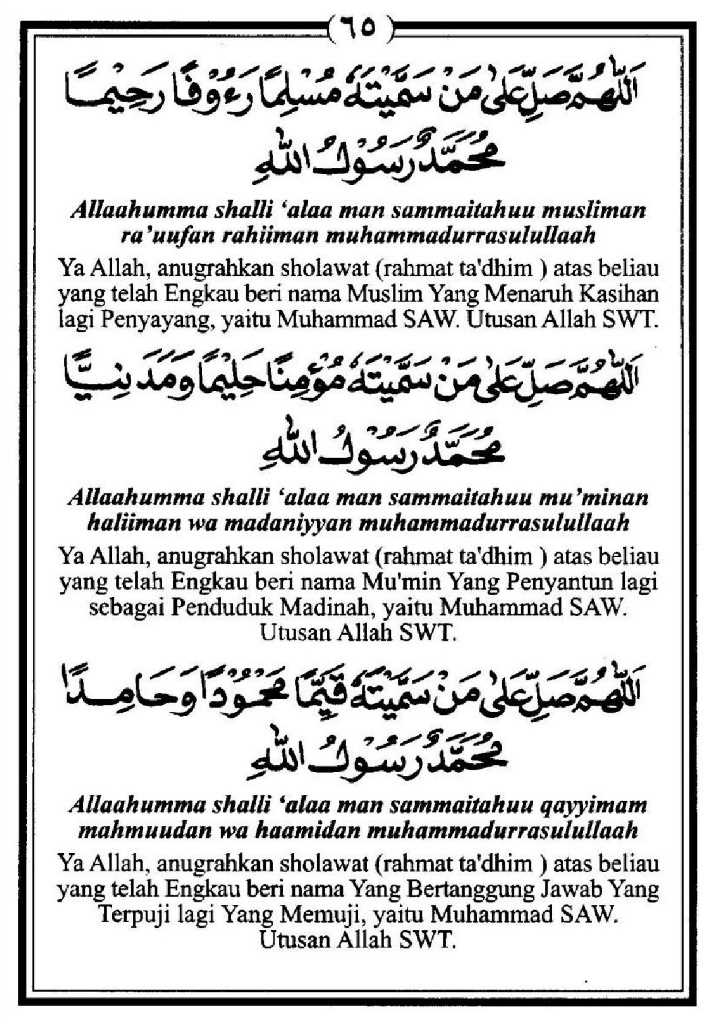 (٦٥)
اَللّٰهُمَّ صَلِّ عَلٰى مَنْ سَمَّيْتَهٗ مُسْلِمًا رَءُوْفًا رَحِيْمًا
مُحَمَّدٌ رَسُوْلُ اللّٰهِ
Allaahumma shalli ‘alaa man sammaitahuu musliman
ra’uufan rahiiman muhammadurrasulullaah
Ya Allah, anugrahkan sholawat (rahmat ta'dhim ) atas beliau
yang telah Engkau beri nama Muslim Yang Menaruh Kasihan
lagi Penyayang, yaitu Muhammad SAW. Utusan Allah SWT.
اَللّٰهُمَّ صَلِّ عَلٰى مَنْ سَمَّيْتَهٗ مُؤْمِنًا حَلِيْمًا وَمَدَنِيًّا
مُحَمَّدٌ رَسُوْلُ اللّٰهِ
Allaahumma shalli ‘alaa man sammaitahuu mu’minan
haliiman wa madaniyyan muhammadurrasulullaah
Ya Allah, anugrahkan sholawat (rahmat ta'dhim ) atas beliau
yang telah Engkau beri nama Mu'min Yang Penyantun lagi
sebagai Penduduk Madinah, yaitu Muhammad SAW.
Utusan Allah SWT.
اَللّٰهُمَّ صَلِّ عَلٰى مَنْ سَمَّيْتَهٗ قَيِّمًا مَحْمُوْدًا وَحَامِدًا
مُحَمَّدٌ رَسُوْلُ اللّٰهِ
Allaahumma shalli ‘alaa man sammaitahuu qayyimam
mahmuudan wa haamidan muhammadurrasulullaah
Ya Allah, anugrahkan sholawat (rahmat ta'dhim ) atas beliau
yang telah Engkau beri nama Yang Bertanggung Jawab Yang
Terpuji lagi Yang Memuji, yaitu Muhammad SAW.
Utusan Allah SWT.